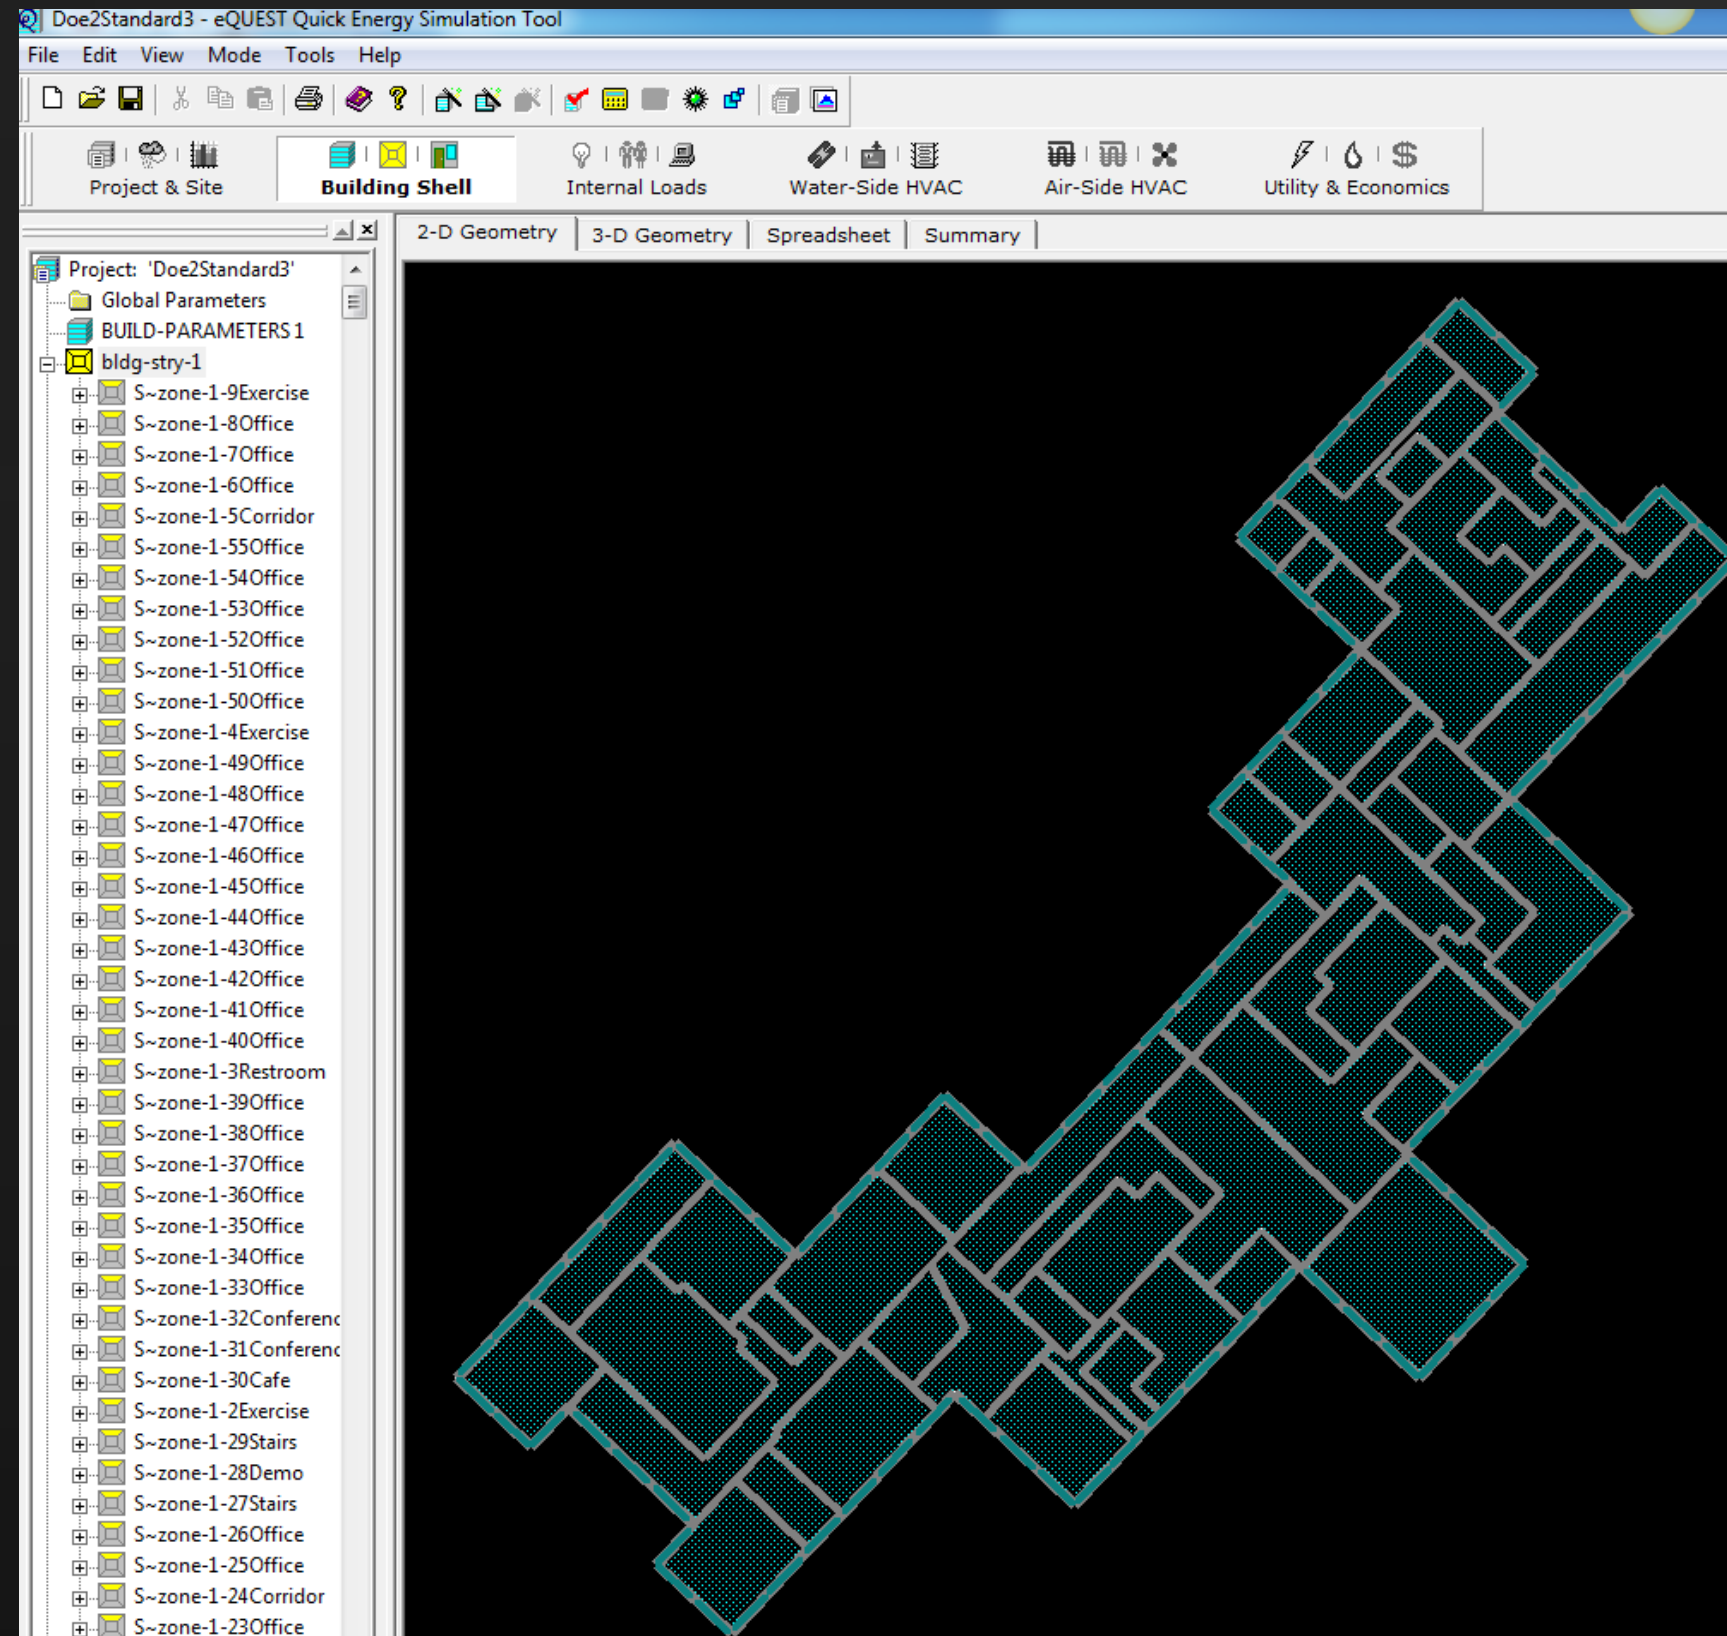 Doe2Standard3 - eQUEST Quick Energy Simulation Tool
File Edit View Mode Tools Help
Project & Site Building Shell Internal Loads Water-Side HVAC Air-Side HVAC Utility & Economics
2-D Geometry 3-D Geometry Spreadsheet Summary
Project: 'Doe2Standard3'
Global Parameters
BUILD-PARAMETERS 1
bldg-stry-1
S~zone-1-9Exercise
S~zone-1-8Office
S~zone-1-7Office
S~zone-1-6Office
S~zone-1-5Corridor
S~zone-1-55Office
S~zone-1-54Office
S~zone-1-53Office
S~zone-1-52Office
S~zone-1-51Office
S~zone-1-50Office
S~zone-1-4Exercise
S~zone-1-49Office
S~zone-1-48Office
S~zone-1-47Office
S~zone-1-46Office
S~zone-1-45Office
S~zone-1-44Office
S~zone-1-43Office
S~zone-1-42Office
S~zone-1-41Office
S~zone-1-40Office
S~zone-1-3Restroom
S~zone-1-39Office
S~zone-1-38Office
S~zone-1-37Office
S~zone-1-36Office
S~zone-1-35Office
S~zone-1-34Office
S~zone-1-33Office
S~zone-1-32Conferenc
S~zone-1-31Conferenc
S~zone-1-30Cafe
S~zone-1-2Exercise
S~zone-1-29Stairs
S~zone-1-28Demo
S~zone-1-27Stairs
S~zone-1-26Office
S~zone-1-25Office
S~zone-1-24Corridor
S~zone-1-23Office